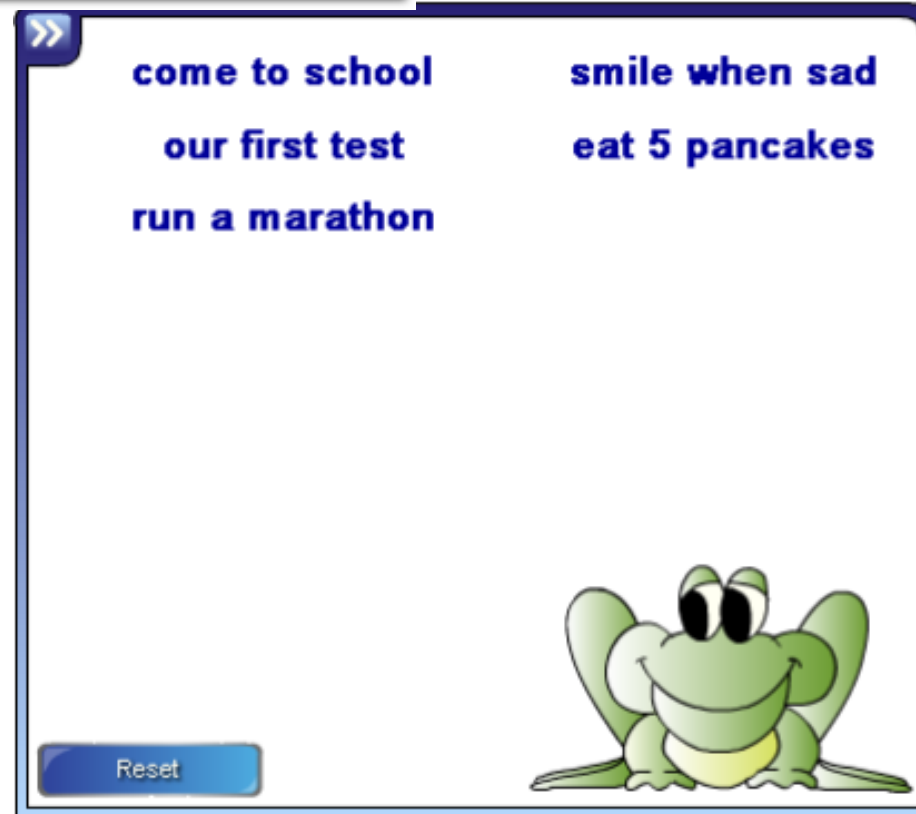 come to school
smile when sad
our first test
eat 5 pancakes
run a marathon
Reset